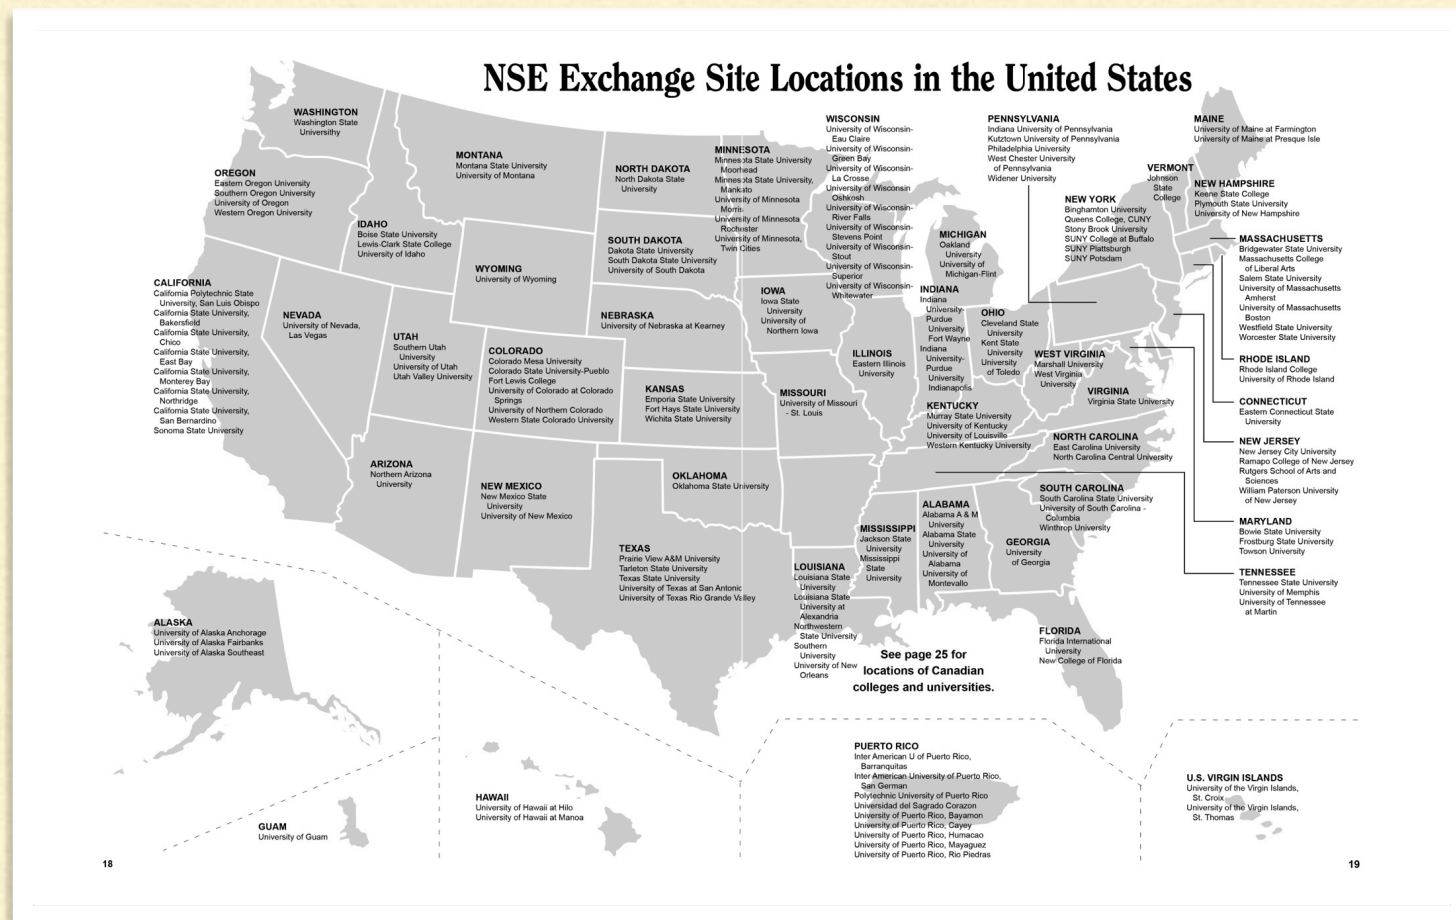 NSE Exchange Site Locations in the United States
WASHINGTON
Washington State
Universithy
OREGON
Eastern Oregon University
Southern Oregon University
University of Oregon
Western Oregon University
IDAHO
Boise State University
Lewis-Clark State College
University of Idaho
MONTANA
Montana State University
University of Montana
NORTH DAKOTA
North Dakota State
University
MINNESOTA
Minnesota State University
Moorhead
Minnesota State University,
Mankato
University of Minnesota
Morris
University of Minnesota
Rochester
University of Minnesota,
Twin Cities
WISCONSIN
University of Wisconsin-
Eau Claire
University of Wisconsin-
Green Bay
University of Wisconsin-
La Crosse
University of Wisconsin
Oshkosh
University of Wisconsin-
River Falls
University of Wisconsin-
Stevens Point
University of Wisconsin-
Stout
University of Wisconsin-
Superior
University of Wisconsin-
Whitewater
PENNSYLVANIA
Indiana University of Pennsylvania
Kutztown University of Pennsylvania
Philadelphia University
West Chester University
of Pennsylvania
Widener University
MAINE
University of Maine at Farmington
University of Maine at Presque Isle
VERMONT
Johnson
State
College
NEW HAMPSHIRE
Keene State College
Plymouth State University
University of New Hampshire
NEW YORK
Binghamton University
Queens College, CUNY
Stony Brook University
SUNY College at Buffalo
SUNY Plattsburgh
SUNY Potsdam
MICHIGAN
Oakland
University
University of
Michigan-Flint
MASSACHUSETTS
Bridgewater State University
Massachusetts College
of Liberal Arts
Salem State University
University of Massachusetts
Amherst
University of Massachusetts
Boston
Westfield State University
Worcester State University
RHODE ISLAND
Rhode Island College
University of Rhode Island
CONNECTICUT
Eastern Connecticut State
University
NEW JERSEY
New Jersey City University
Ramapo College of New Jersey
Rutgers School of Arts and
Sciences
William Paterson University
of New Jersey
MARYLAND
Bowie State University
Frostburg State University
Towson University
TENNESSEE
Tennessee State University
University of Memphis
University of Tennessee
at Martin
SOUTH DAKOTA
Dakota State University
South Dakota State University
University of South Dakota
WYOMING
University of Wyoming
CALIFORNIA
California Polytechnic State
University, San Luis Obispo
California State University,
Bakersfield
California State University,
Chico
California State University,
East Bay
California State University,
Monterey Bay
California State University,
Northridge
California State University,
San Bernardino
Sonoma State University
NEVADA
University of Nevada,
Las Vegas
UTAH
Southern Utah
University
University of Utah
Utah Valley University
COLORADO
Colorado Mesa University
Colorado State University-Pueblo
Fort Lewis College
University of Colorado at Colorado
Springs
University of Northern Colorado
Western State Colorado University
NEBRASKA
University of Nebraska at Kearney
IOWA
Iowa State
University
University of
Northern Iowa
KANSAS
Emporia State University
Fort Hays State University
Wichita State University
MISSOURI
University of Missouri
- St. Louis
ILLINOIS
Eastern Illinois
University
INDIANA
Indiana
University-
Purdue
University
Fort Wayne
Indiana
University-
Purdue
University
Indianapolis
OHIO
Cleveland State
University
Kent State
University
University
of Toledo
WEST VIRGINIA
Marshall University
West Virginia
University
VIRGINIA
Virginia State University
KENTUCKY
Murray State University
University of Kentucky
University of Louisville
Western Kentucky University
NORTH CAROLINA
East Carolina University
North Carolina Central University
SOUTH CAROLINA
South Carolina State University
University of South Carolina -
Columbia
Winthrop University
ARIZONA
Northern Arizona
University
NEW MEXICO
New Mexico State
University
University of New Mexico
OKLAHOMA
Oklahoma State University
TEXAS
Prairie View A&M University
Tarleton State University
Texas State University
University of Texas at San Antonio
University of Texas Rio Grande Valley
LOUISIANA
Louisiana State
University
Louisiana State
University at
Alexandria
Northwestern
State University
Southern
University
University of New
Orleans
MISSISSIPPI
Jackson State
University
Mississippi
State
University
ALABAMA
Alabama A & M
University
Alabama State
University
University of
Alabama
University of
Montevallo
GEORGIA
University
of Georgia
FLORIDA
Florida International
University
New College of Florida
See page 25 for
locations of Canadian
colleges and universities.
ALASKA
University of Alaska Anchorage
University of Alaska Fairbanks
University of Alaska Southeast
GUAM
University of Guam
HAWAII
University of Hawaii at Hilo
University of Hawaii at Manoa
PUERTO RICO
Inter American U of Puerto Rico,
Barranquitas
Inter American University of Puerto Rico,
San German
Polytechnic University of Puerto Rico
Universidad del Sagrado Corazon
University of Puerto Rico, Bayamon
University of Puerto Rico, Cayey
University of Puerto Rico, Humacao
University of Puerto Rico, Mayaguez
University of Puerto Rico, Rio Piedras
U.S. VIRGIN ISLANDS
University of the Virgin Islands,
St. Croix
University of the Virgin Islands,
St. Thomas
18
19